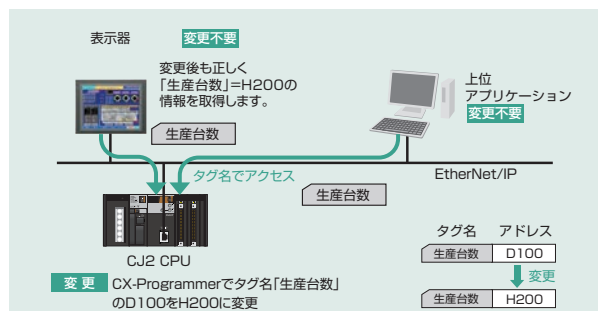 表示器
変更不要
変更後も正しく
「生産台数」=H200の
情報を取得します。
生産台数
上位
アプリケーション
変更不要
タグ名でアクセス
EtherNet/IP
生産台数
CJ2 CPU
変更 CX-Programmerでタグ名「生産台数」
のD100をH200に変更
タグ名 アドレス
生産台数 D100
変更
生産台数 H200